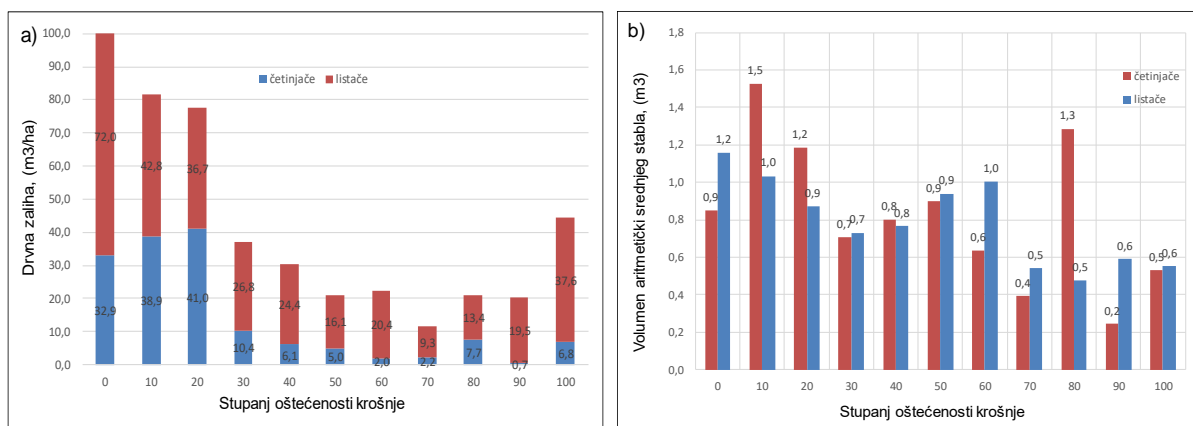 a)
Drvna zaliha, (m3/ha)
100,0
90,0
80,0
70,0
60,0
50,0
40,0
30,0
20,0
10,0
0,0
četinjače listače
72,0 42,8 36,7 26,8 24,4 16,1 20,4 9,3 13,4 19,5 37,6
32,9 38,9 41,0 10,4 6,1 5,0 2,0 2,2 7,7 0,7 6,8
0 10 20 30 40 50 60 70 80 90 100
Stupanj oštećenosti krošnje
b)
Volumen aritmetički srednjeg stabla, (m3)
1,8
1,6
1,4
1,2
1,0
0,8
0,6
0,4
0,2
0,0
četinjače
listače
0,9 1,2 1,5 1,0 1,2 0,9 0,7 0,7 0,8 0,8 0,9 0,9 0,6 1,0 0,4 0,5 1,3 0,5 0,2 0,6 0,5 0,6
0 10 20 30 40 50 60 70 80 90 100
Stupanj oštećenosti krošnje